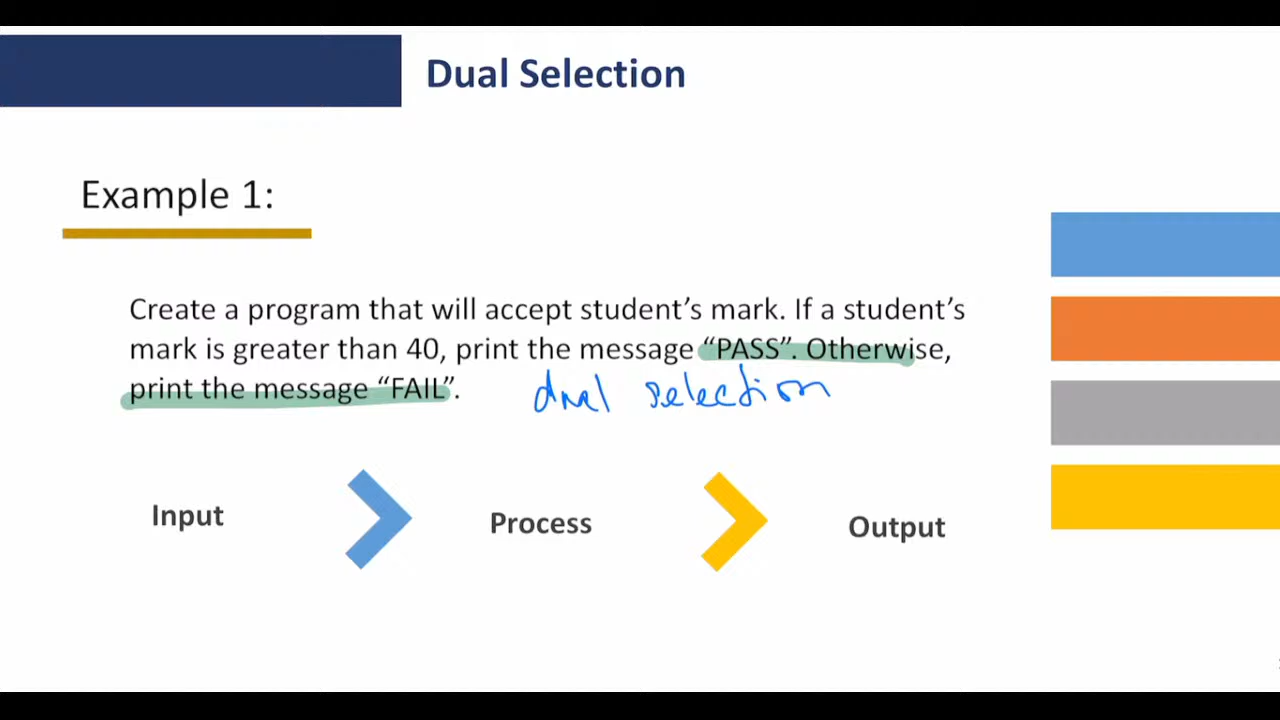 Dual Selection
Example 1:
Create a program that will accept student’s mark. If a student’s
mark is greater than 40, print the message “PASS”. Otherwise,
print the message “FAIL”.
dual selection
Input
Process
Output